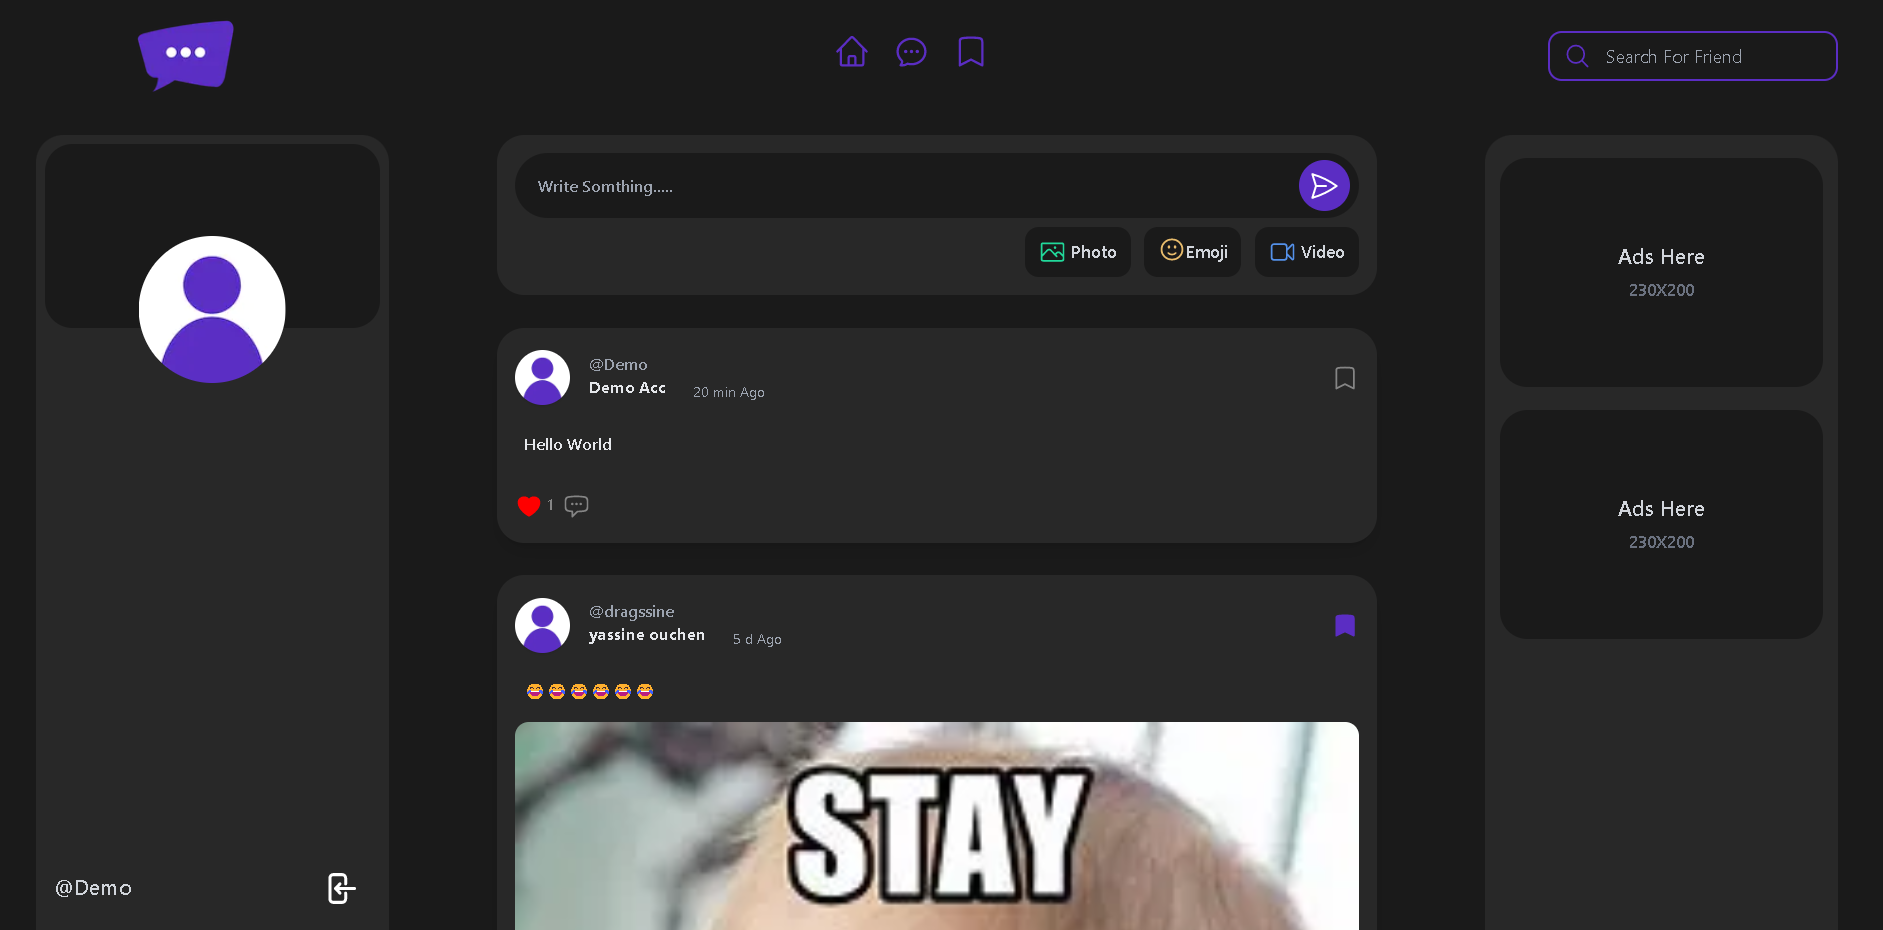 Search For Friend
Write Somthing.....
Photo
Emoji
Video
@Demo
Demo Acc
20 min Ago
Hello World
1
@dragssine
yassine ouchen
5 d Ago
😂😂😂😂😂😂
STAY
Ads Here
230X200
Ads Here
230X200
@Demo